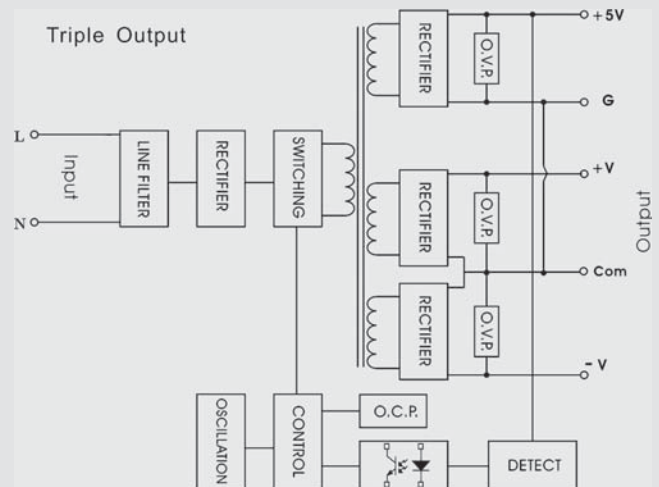 Triple Output
+5V
RECTIFIER
O.V.P.
G
L
Input
N
LINE FILTER
RECTIFIER
SWITCHING
RECTIFIER
O.V.P.
+V
Output
Com
RECTIFIER
O.V.P.
- V
OSCILLATION
CONTROL
O.C.P.
DETECT